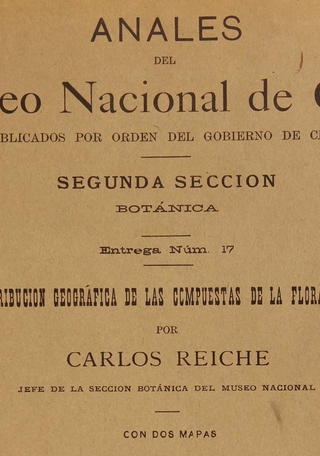 ANALES
DEL
eo Nacional de C
BLICADOS POR ORDEN DEL GOBIERNO DE C
SEGUNDA SECCION
BOTÁNICA
Entrega Núm. 17
RIBUCION GEOGRÁFICA DE LAS COMPUESTAS DE LA FLORA
POR
CARLOS REICHE
JEFE DE LA SECCION BOTÁNICA DEL MUSEO NACIONAL
CON DOS MAPAS